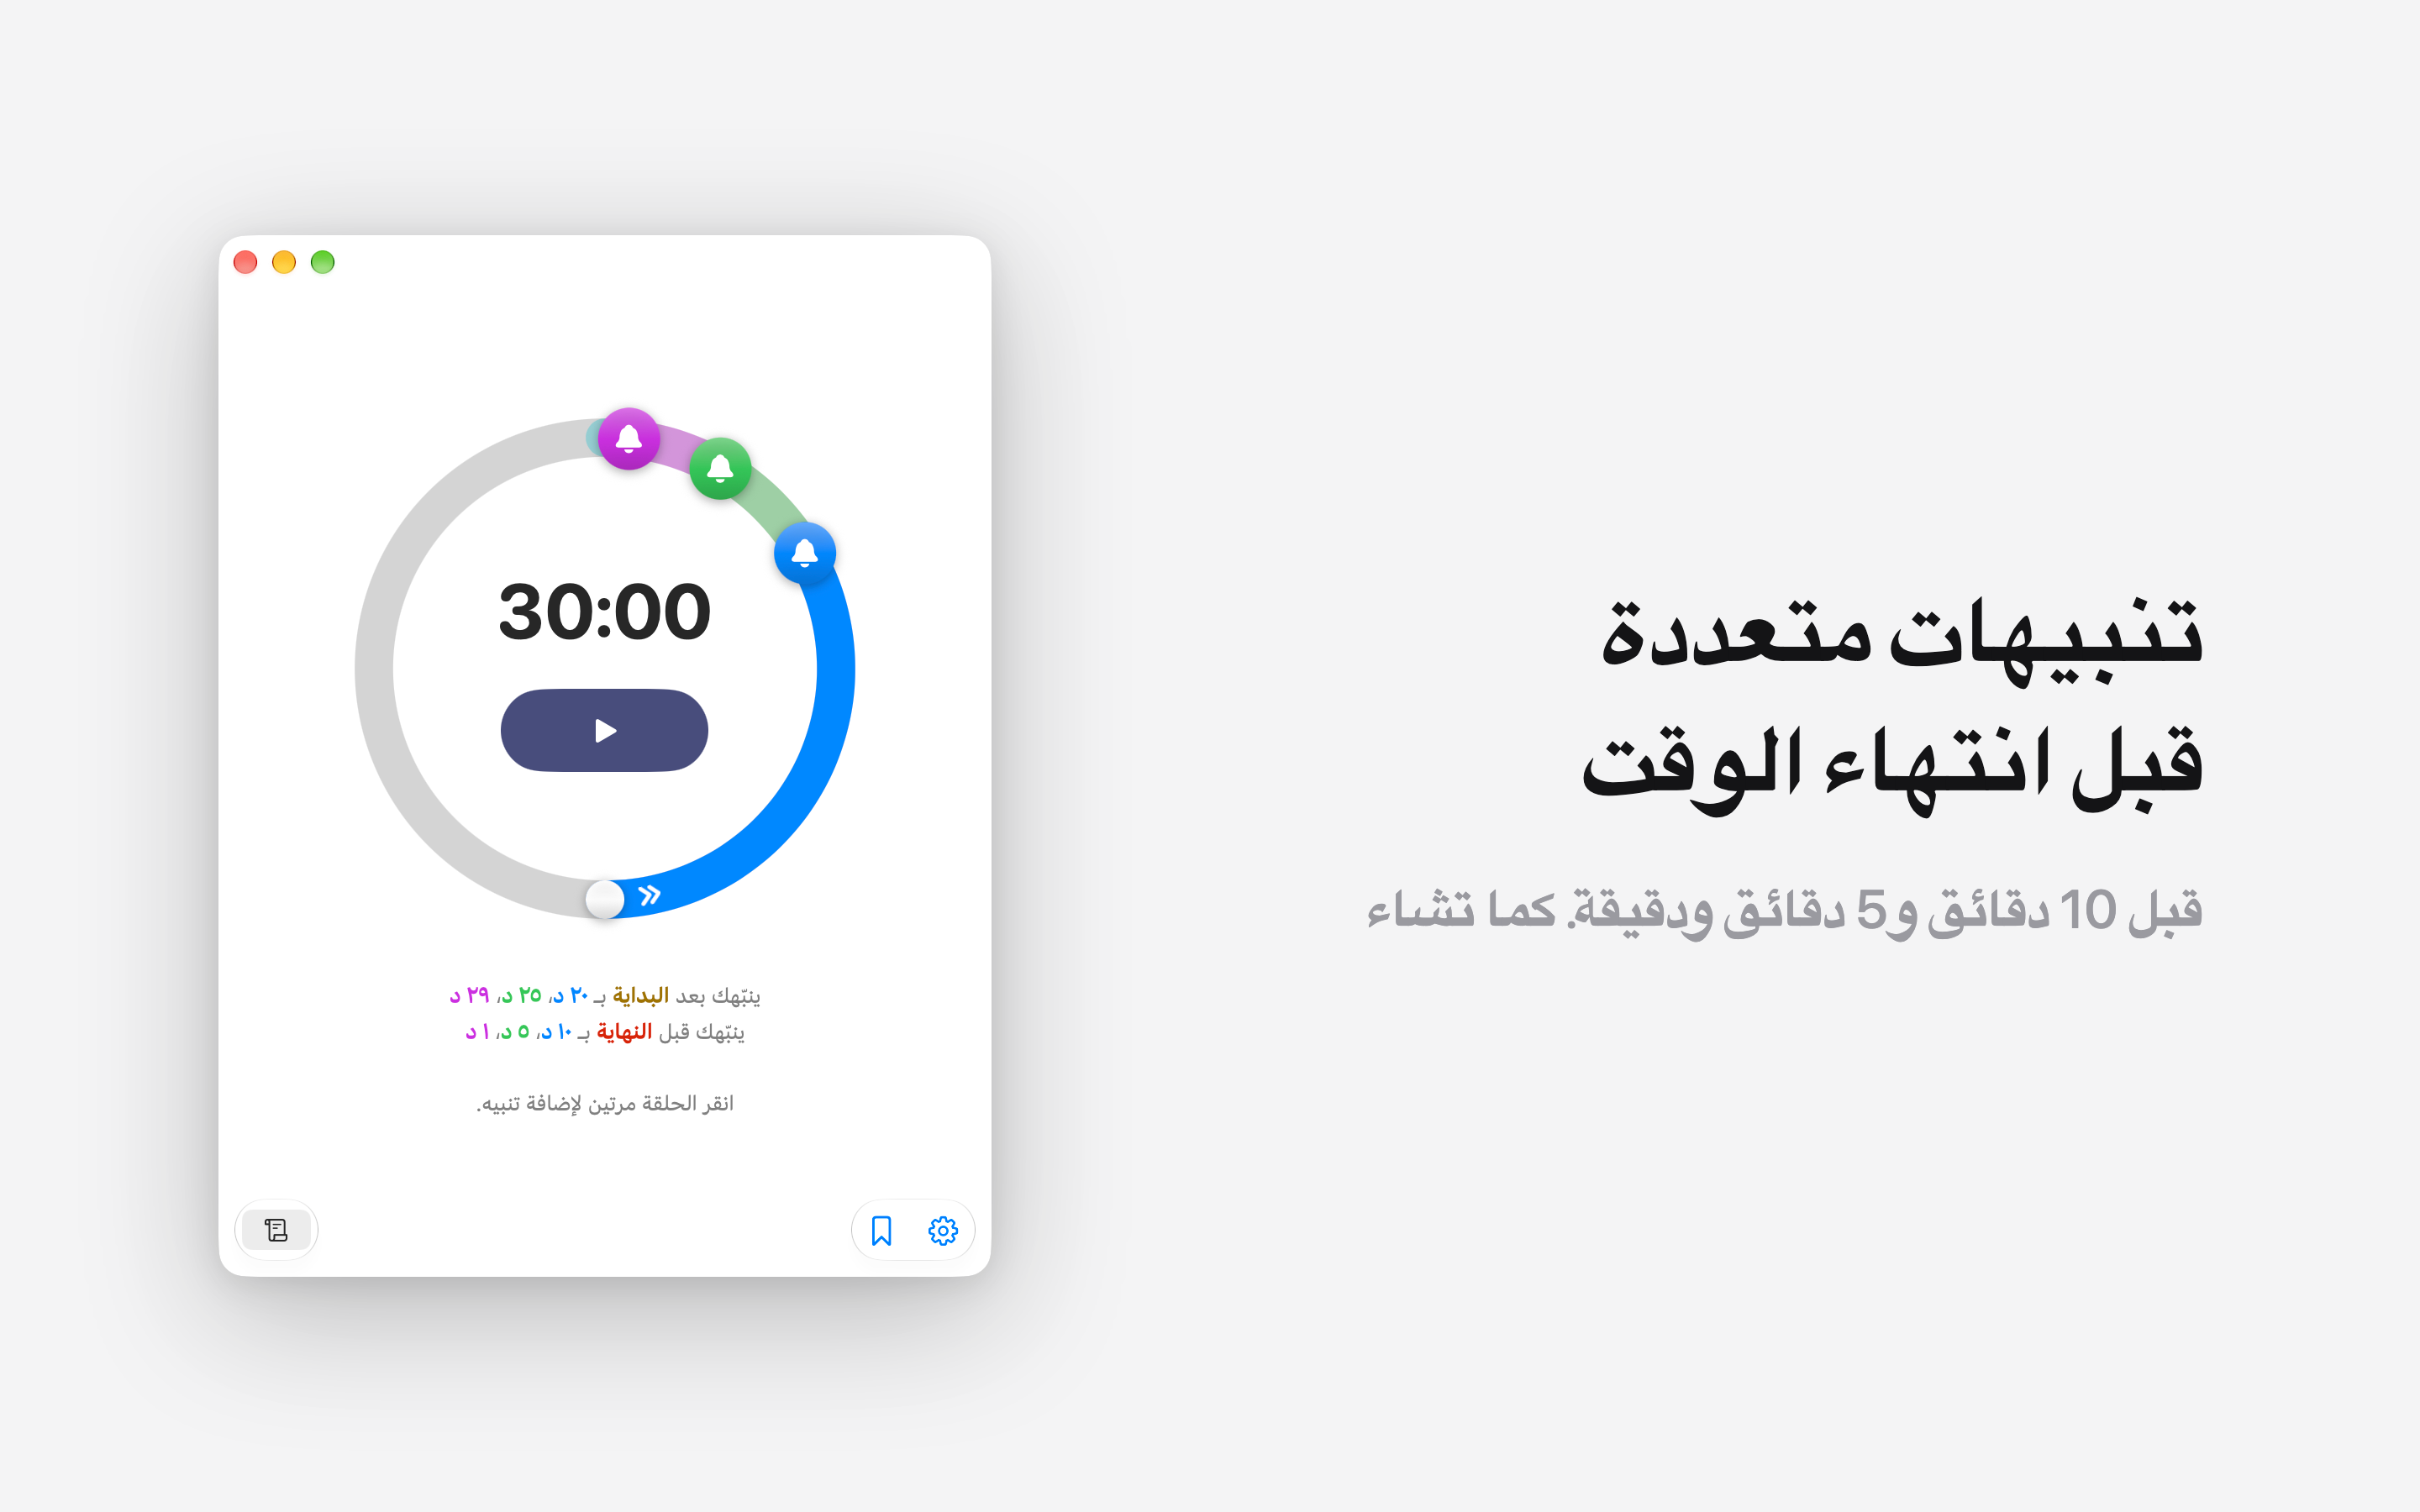 تنبيهات متعددة
قبل انتهاء الوقت
قبل 10 دقائق و5 دقائق ودقيقة. كما تشاء
30:00
ينبّهك بعد البداية بـ ٢٠ د، ٢٥ د، ٢٩ د
ينبّهك قبل النهاية بـ ١٠ د، ٥ د، ١ د
انقر الحلقة مرتين لإضافة تنبيه.